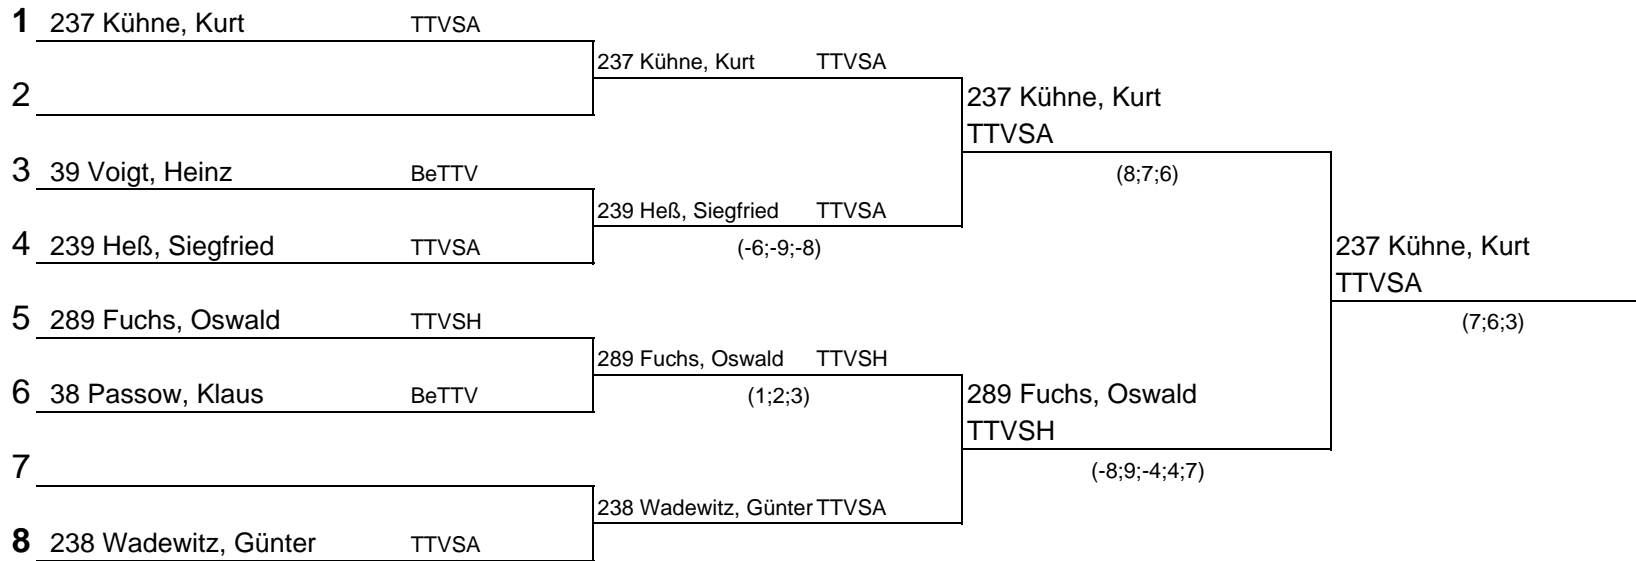 1 237 Kühne, Kurt TTVSA
237 Kühne, Kurt TTVSA
2
237 Kühne, Kurt
TTVSA
3 39 Voigt, Heinz BeTTV
(8;7;6)
239 Heß, Siegfried TTVSA
4 239 Heß, Siegfried TTVSA
(-6;-9;-8)
237 Kühne, Kurt
TTVSA
5 289 Fuchs, Oswald TTVSH
(7;6;3)
289 Fuchs, Oswald TTVSH
6 38 Passow, Klaus BeTTV
(1;2;3)
289 Fuchs, Oswald
TTVSH
7
(-8;9;-4;4;7)
238 Wadewitz, Günter TTVSA
8 238 Wadewitz, Günter TTVSA